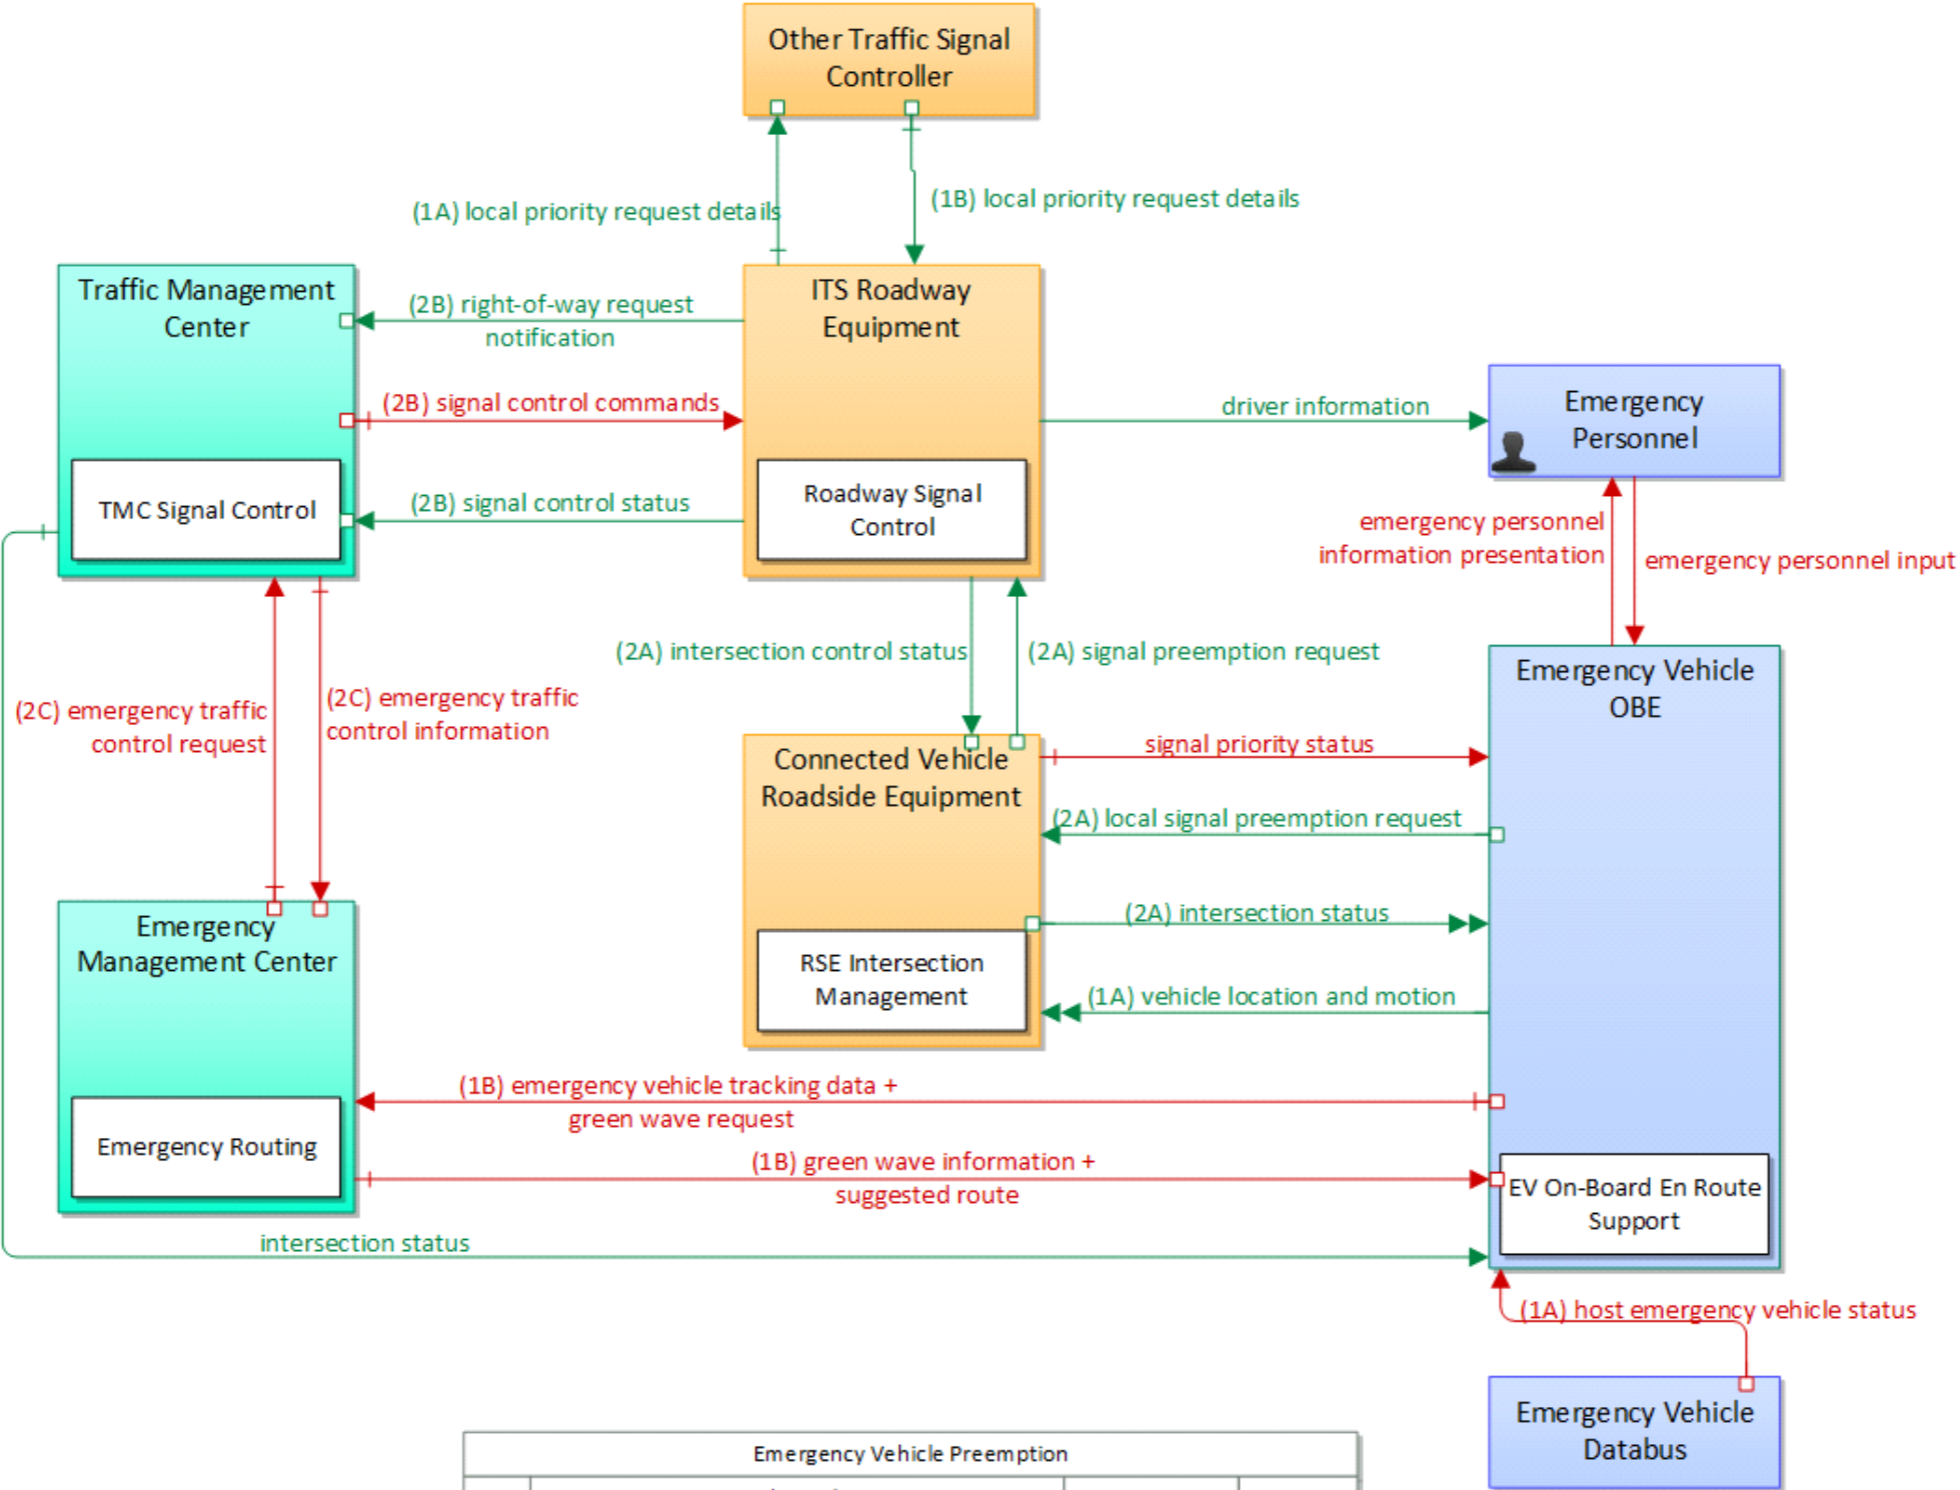 Other Traffic Signal
Controller
(1A) local priority request details
(1B) local priority request details
Traffic Management
Center
(2B) right-of-way request
notification
ITS Roadway
Equipment
(2B) signal control commands
driver information
Emergency
Personnel
TMC Signal Control
(2B) signal control status
Roadway Signal
Control
emergency personnel
information presentation
emergency personnel input
(2A) intersection control status
(2A) signal preemption request
Emergency Vehicle
OBE
(2C) emergency traffic
control request
(2C) emergency traffic
control information
Connected Vehicle
Roadside Equipment
signal priority status
(2A) local signal preemption request
Emergency
Management Center
(2A) intersection status
RSE Intersection
Management
(1A) vehicle location and motion
(1B) emergency vehicle tracking data +
green wave request
Emergency Routing
(1B) green wave information +
suggested route
EV On-Board En Route
Support
intersection status
(1A) host emergency vehicle status
Emergency Vehicle
Databus
Emergency Vehicle Preemption